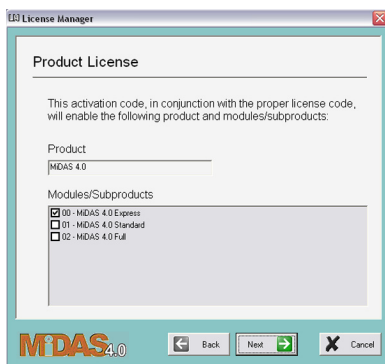 License Manager
Product License
This activation code, in conjunction with the proper license code,
will enable the following product and modules/subproducts:
Product
MiDAS 4.0
Modules/Subproducts
00 - MiDAS 4.0 Express
01 - MiDAS 4.0 Standard
02 - MiDAS 4.0 Full
MiDAS 4.0
Back
Next
Cancel